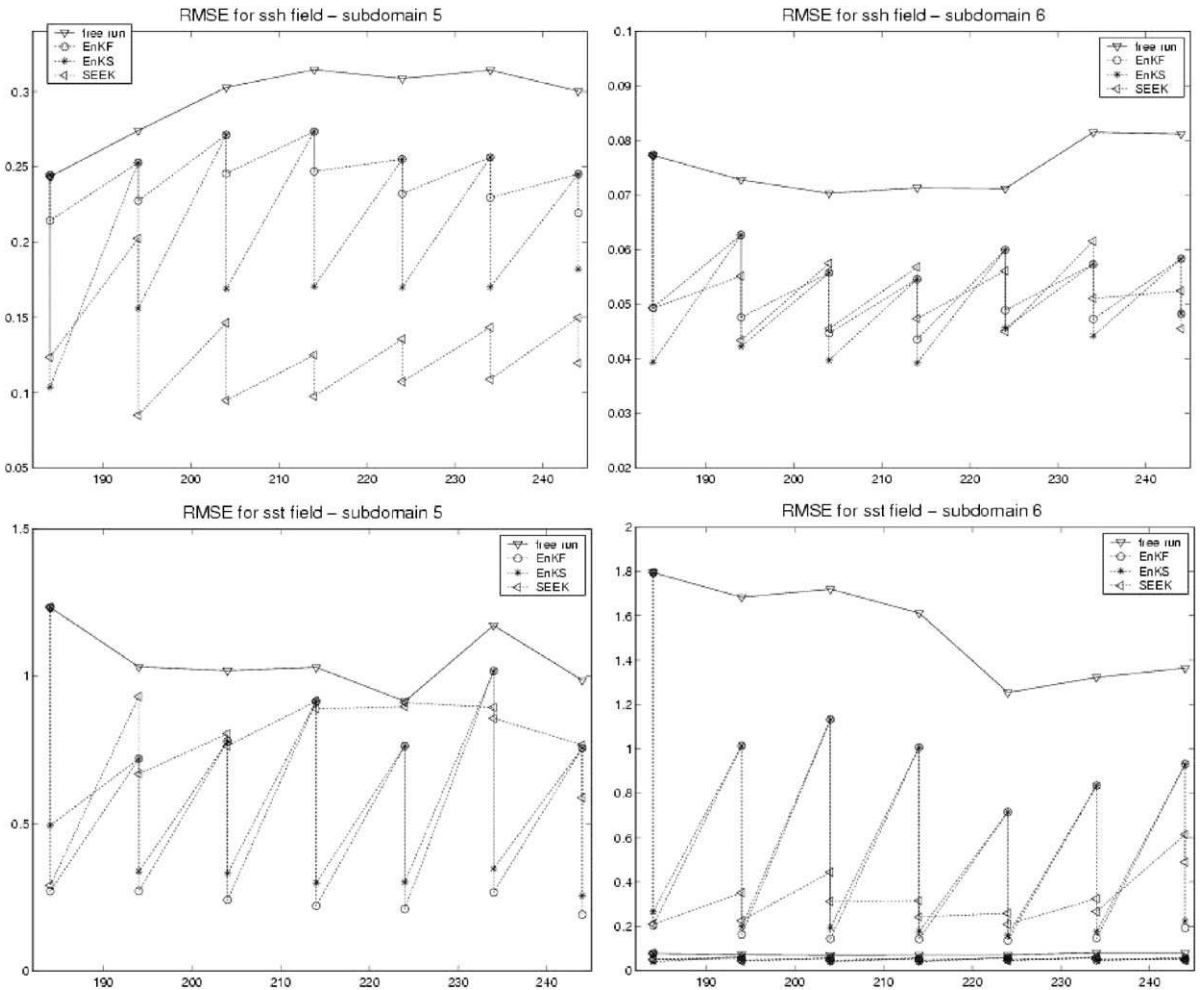 RMSE for ssh field – subdomain 5
free run
EnKF
EnKS
SEEK
0.3
0.25
0.2
0.15
0.1
0.05
190 200 210 220 230 240
RMSE for ssh field – subdomain 6
0.1
free run
EnKF
EnKS
SEEK
0.09
0.08
0.07
0.06
0.05
0.04
0.03
0.02
190 200 210 220 230 240
RMSE for sst field – subdomain 5
1.5
free run
EnKF
EnKS
SEEK
1
0.5
0
190 200 210 220 230 240
RMSE for sst field – subdomain 6
2
free run
EnKF
EnKS
SEEK
1.8
1.6
1.4
1.2
1
0.8
0.6
0.4
0.2
0
190 200 210 220 230 240